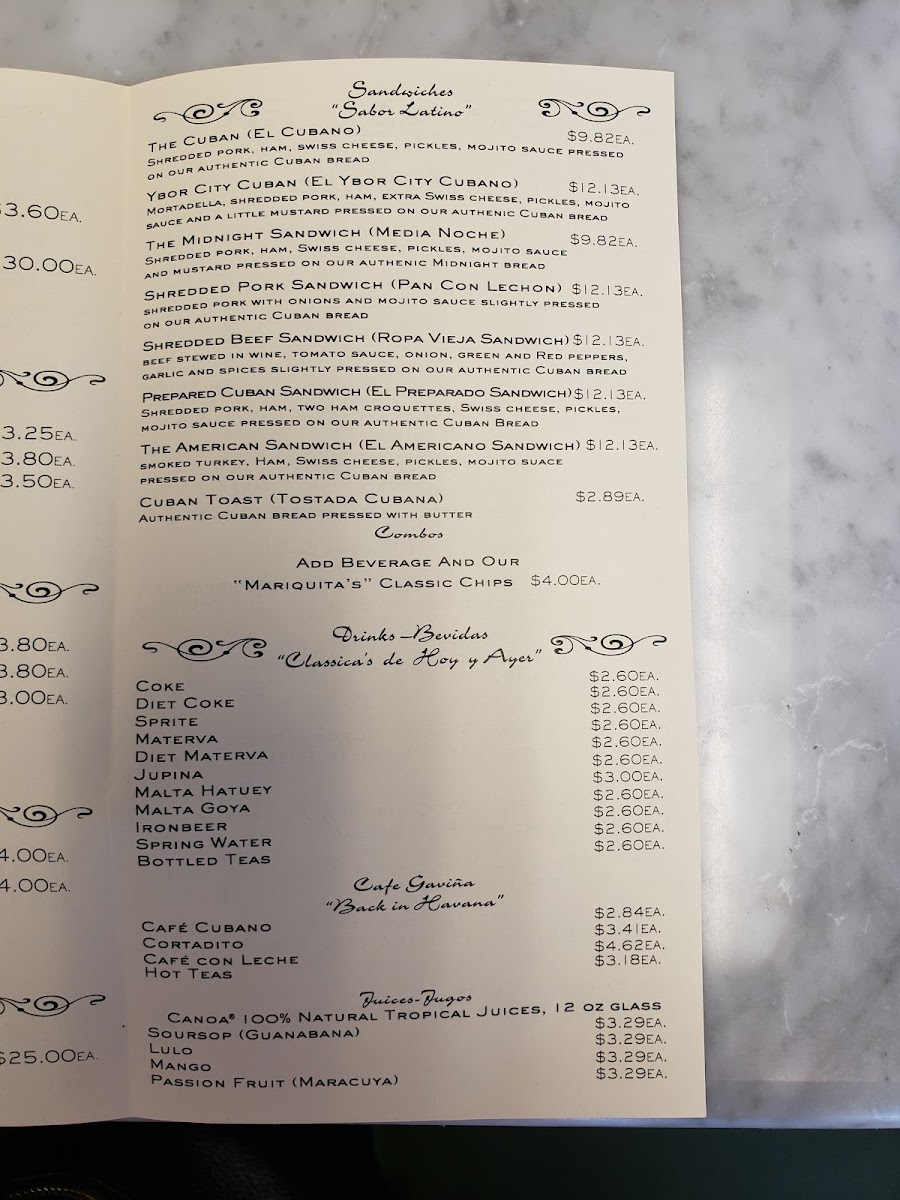 3.60EA.
30.00EA.
3.25EA.
3.80EA.
3.50EA.
3.80EA.
3.80EA.
3.00EA.
4.00EA.
4.00EA.
$25.00EA.
Sandwiches
"Sabor Latino"
The Cuban (El Cubano) $9.82EA.
Shredded pork, ham, swiss cheese, pickles, mojito sauce pressed
on our authentic Cuban bread
Ybor City Cuban (El Ybor City Cubano) $12.13EA.
Mortadella, shredded pork, ham, extra Swiss cheese, pickles, mojito
sauce and a little mustard pressed on our authenic Cuban bread
The Midnight Sandwich (Media Noche) $9.82EA.
Shredded pork, ham, Swiss cheese, pickles, mojito sauce
and mustard pressed on our authenic Midnight bread
Shredded Pork Sandwich (Pan Con Lechon) $12.13EA.
shredded pork with onions and mojito sauce slightly pressed
on our authentic Cuban bread
Shredded Beef Sandwich (Ropa Vieja Sandwich) $12.13EA.
beef stewed in wine, tomato sauce, onion, green and Red peppers,
garlic and spices slightly pressed on our authentic Cuban bread
Prepared Cuban Sandwich (El Preparado Sandwich) $12.13EA.
Shredded pork, ham, two ham croquettes, Swiss cheese, pickles,
mojito sauce pressed on our authentic Cuban Bread
The American Sandwich (El Americano Sandwich) $12.13EA.
smoked turkey, Ham, Swiss cheese, pickles, mojito suace
pressed on our authentic Cuban bread
Cuban Toast (Tostada Cubana) $2.89EA.
Authentic Cuban bread pressed with butter
Combos
Add Beverage And Our
"Mariquita's" Classic Chips $4.00EA.
Drinks-Bevidas
"Classica's de Hoy y Ayer"
Coke $2.60EA.
Diet Coke $2.60EA.
Sprite $2.60EA.
Materva $2.60EA.
Diet Materva $2.60EA.
Jupina $2.60EA.
Malta Hatuey $3.00EA.
Malta Goya $2.60EA.
Ironbeer $2.60EA.
Spring Water $2.60EA.
Bottled Teas $2.60EA.
Cafe Gaviña
"Back in Havana"
Café Cubano $2.84EA.
Cortadito $3.41EA.
Café con Leche $4.62EA.
Hot Teas $3.18EA.
Juices-Jugos
Canoa® 100% Natural Tropical Juices, 12 oz glass
Soursop (Guanabana) $3.29EA.
Lulo $3.29EA.
Mango $3.29EA.
Passion Fruit (Maracuya) $3.29EA.